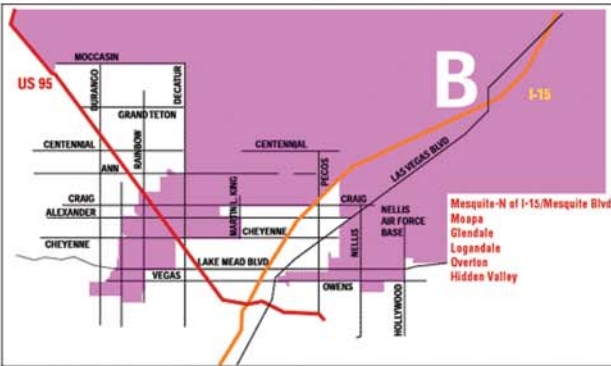 MOCCASIN
US 95
DURANGO
DECATUR
B
I-15
GRAND TETON
RAINBOW
CENTENNIAL
CENTENNIAL
ANN
PECOS
LAS VEGAS BLVD
CRAIG
MARTIN L. KING
CRAIG
NELLIS
AIR FORCE
BASE
ALEXANDER
CHEYENNE
CHEYENNE
NELLIS
LAKE MEAD BLVD
VEGAS
OWENS
HOLLYWOOD
Mesquite-N of I-15/Mesquite Blvd
Moapa
Glendale
Logandale
Overton
Hidden Valley